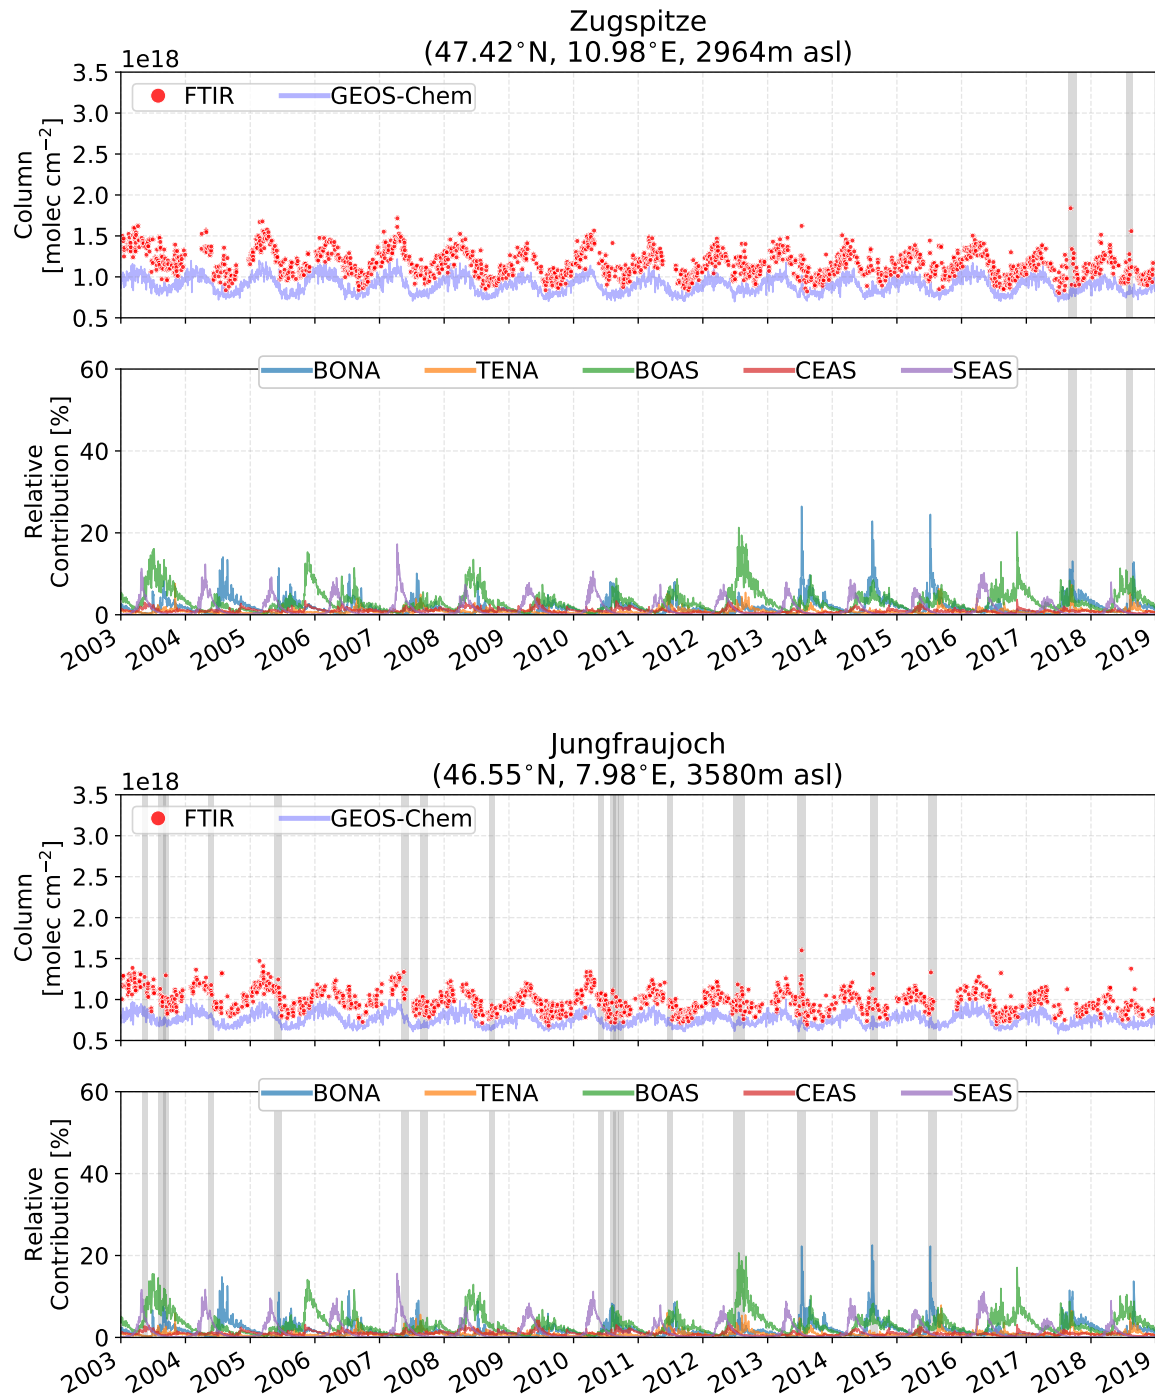 Zugspitze
(47.42°N, 10.98°E, 2964m asl)
1e18
3.5
3.0
2.5
2.0
1.5
1.0
0.5
Column
[molec cm⁻²]
FTIR GEOS-Chem
60
40
20
0
Relative
Contribution [%]
BONA TENA BOAS CEAS SEAS
2003 2004 2005 2006 2007 2008 2009 2010 2011 2012 2013 2014 2015 2016 2017 2018 2019
Jungfraujoch
(46.55°N, 7.98°E, 3580m asl)
1e18
3.5
3.0
2.5
2.0
1.5
1.0
0.5
Column
[molec cm⁻²]
FTIR GEOS-Chem
60
40
20
0
Relative
Contribution [%]
BONA TENA BOAS CEAS SEAS
2003 2004 2005 2006 2007 2008 2009 2010 2011 2012 2013 2014 2015 2016 2017 2018 2019